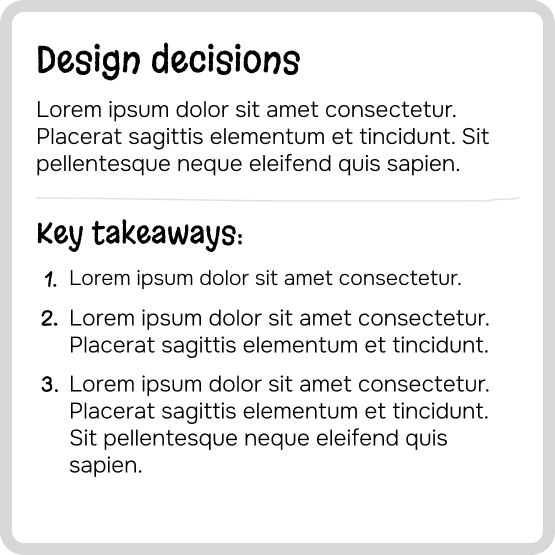 Design decisions
Lorem ipsum dolor sit amet consectetur.
Placerat sagittis elementum et tincidunt. Sit
pellentesque neque eleifend quis sapien.
Key takeaways:
1. Lorem ipsum dolor sit amet consectetur.
2. Lorem ipsum dolor sit amet consectetur.
Placerat sagittis elementum et tincidunt.
3. Lorem ipsum dolor sit amet consectetur.
Placerat sagittis elementum et tincidunt.
Sit pellentesque neque eleifend quis
sapien.